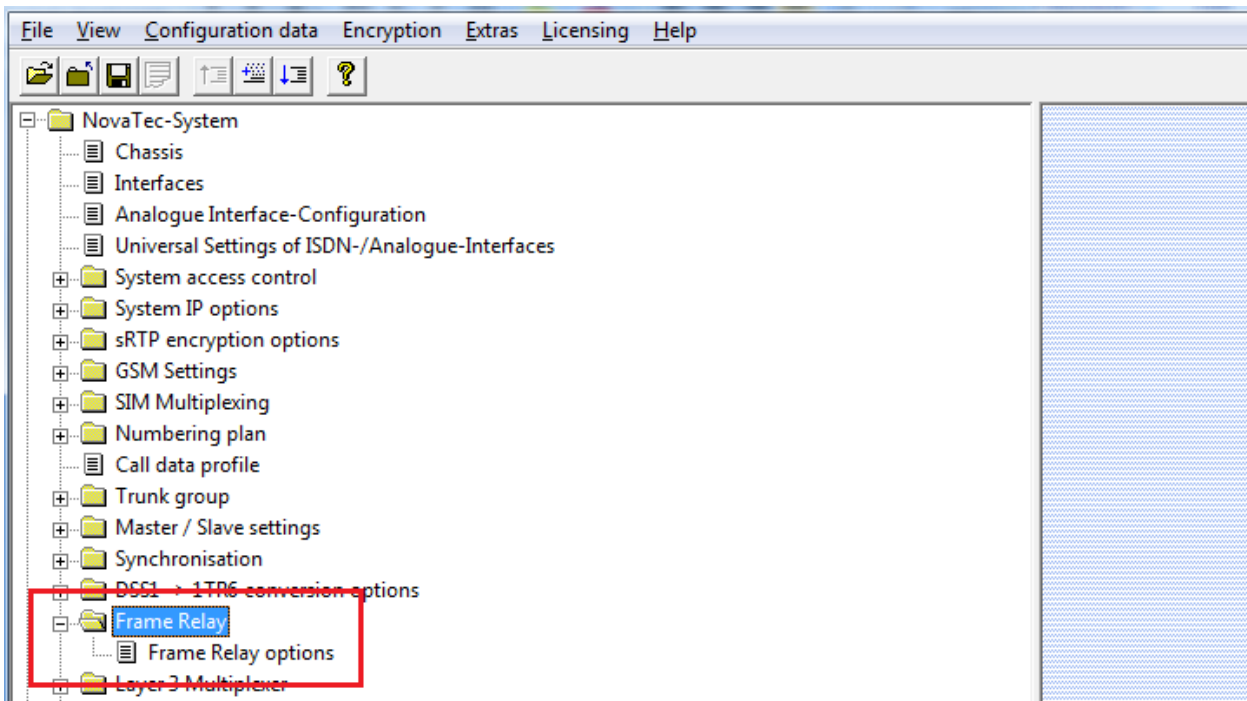 File View Configuration data Encryption Extras Licensing Help
NovaTec-System
Chassis
Interfaces
Analogue Interface-Configuration
Universal Settings of ISDN-/Analogue-Interfaces
System access control
System IP options
sRTP encryption options
GSM Settings
SIM Multiplexing
Numbering plan
Call data profile
Trunk group
Master / Slave settings
Synchronisation
DSS1 -> 1TR6 conversion options
Frame Relay
Frame Relay options
Layer 3 Multiplexer